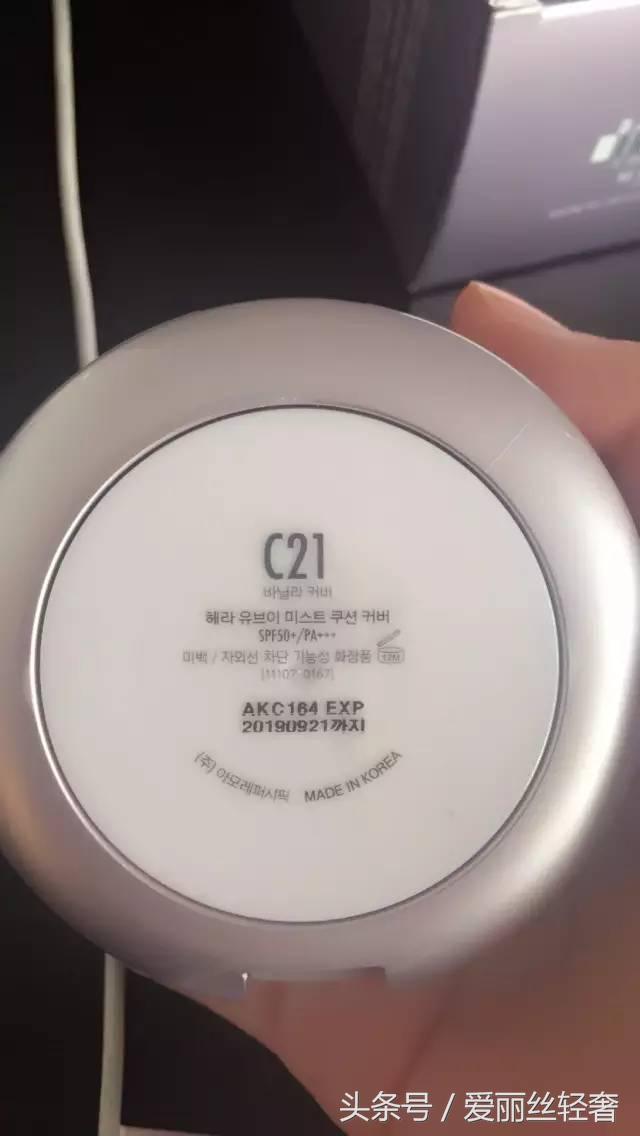 C21
바닐라 커버
헤라 유브이 미스트 쿠션 커버
SPF50+/PA+++
미백 / 자외선 차단 기능성 화장품 12M
[11107-0167]
AKC164 EXP
20190921까지
(주) 아모레퍼시픽 MADE IN KOREA
头条号 / 爱丽丝轻奢